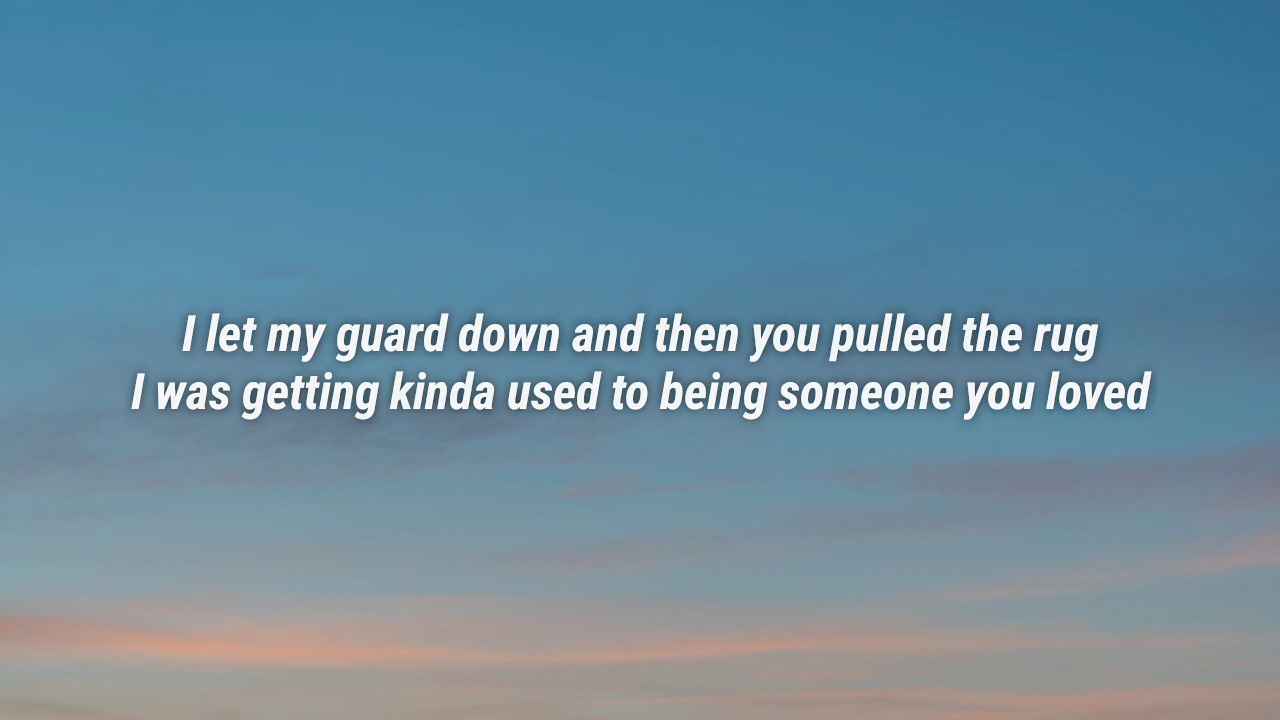 I let my guard down and then you pulled the rug
I was getting kinda used to being someone you loved